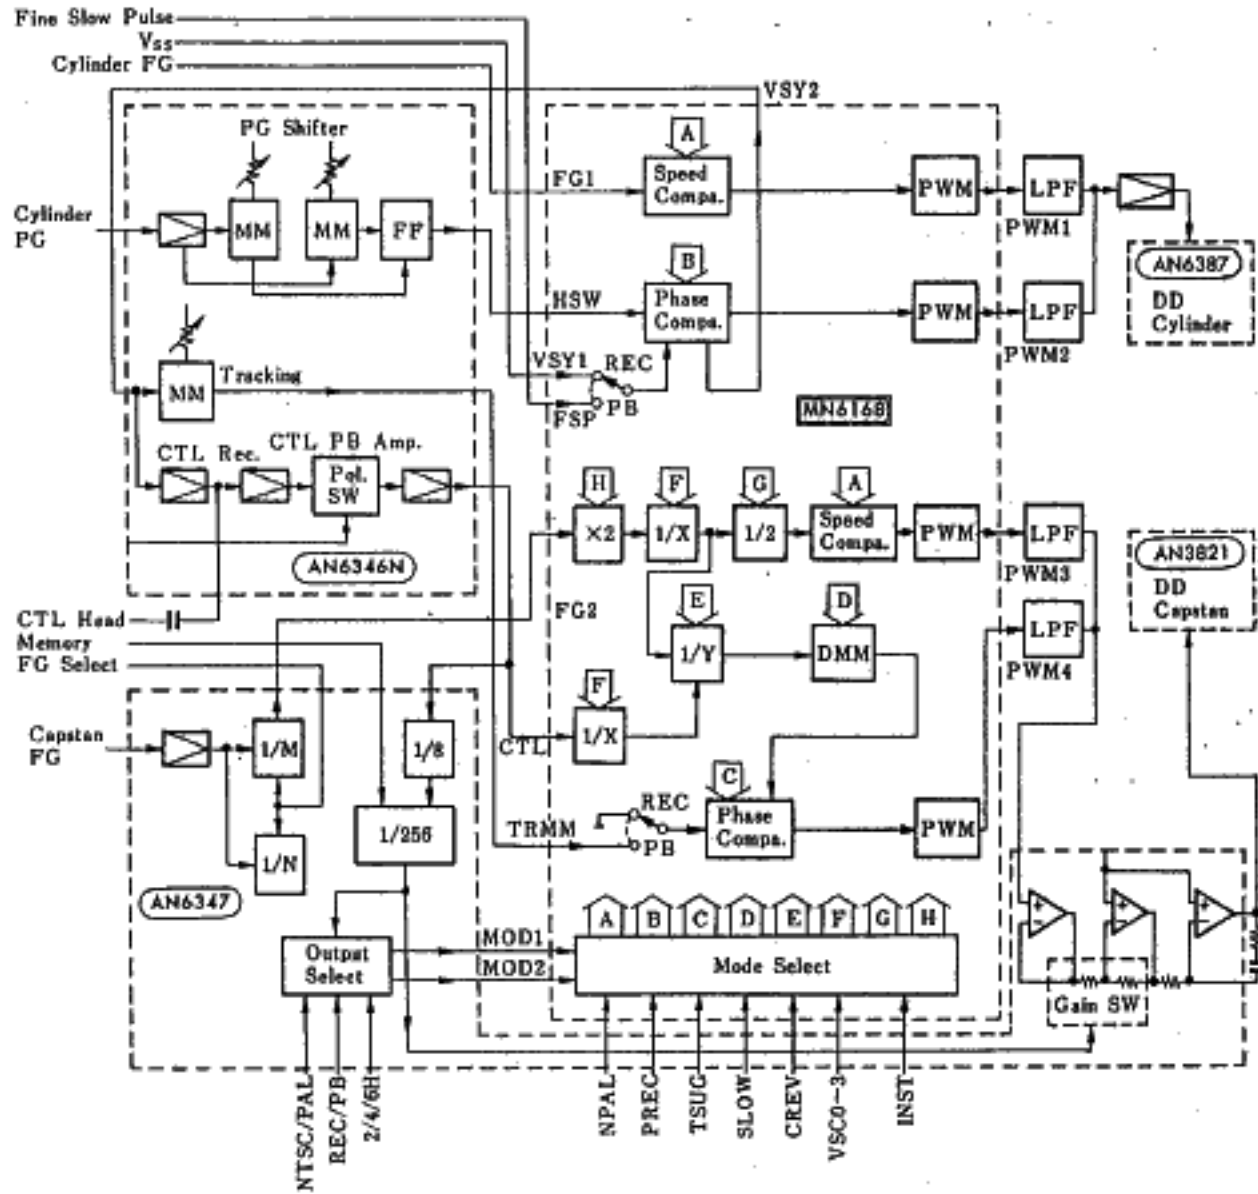 Fine Slow Pulse
Vss
Cylinder FG
VSY2
PG Shifter
A
FG1
Speed
Compa.
PWM
LPF
PWM1
Cylinder
PG
MM
MM
FF
B
AN6387
DD
Cylinder
HSW
Phase
Compa.
PWM
LPF
PWM2
VSY1
REC
PB
FSP
MM
Tracking
MN6168
CTL Rec.
CTL PB Amp.
Pol.
SW
H
F
G
A
×2
1/X
1/2
Speed
Compa.
PWM
LPF
PWM3
AN3821
DD
Capstan
AN6346N
CTL Head
Memory
FG Select
FG2
E
D
1/Y
DMM
LPF
PWM4
F
Capstan
FG
1/M
1/8
CTL
1/X
C
REC
Phase
Compa.
PWM
1/256
TRMM
PB
1/N
AN6347
A
B
C
D
E
F
G
H
+
−
+
−
+
−
Output
Select
MOD1
MOD2
Mode Select
Gain SW
NTSC/PAL
REC/PB
2/4/6H
NPAL
PREC
TSUG
SLOW
CREV
VSC0-3
INST